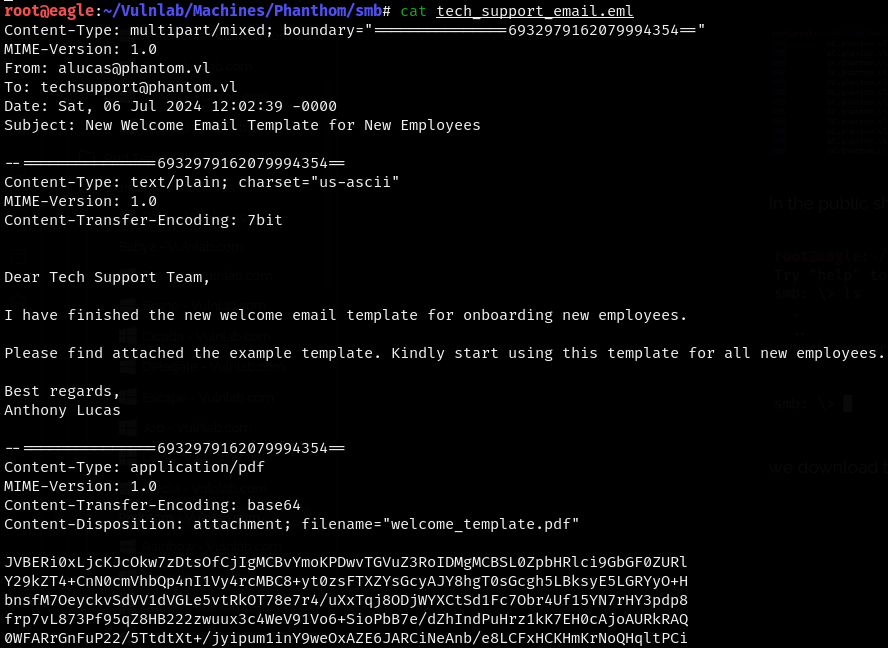 root@eagle:~/Vulnlab/Machines/Phanthom/smb# cat tech_support_email.eml
Content-Type: multipart/mixed; boundary="===============6932979162079994354=="
MIME-Version: 1.0
From: alucas@phantom.vl
To: techsupport@phantom.vl
Date: Sat, 06 Jul 2024 12:02:39 -0000
Subject: New Welcome Email Template for New Employees
--===============6932979162079994354==
Content-Type: text/plain; charset="us-ascii"
MIME-Version: 1.0
Content-Transfer-Encoding: 7bit
Dear Tech Support Team,
I have finished the new welcome email template for onboarding new employees.
Please find attached the example template. Kindly start using this template for all new employees.
Best regards,
Anthony Lucas
--===============6932979162079994354==
Content-Type: application/pdf
MIME-Version: 1.0
Content-Transfer-Encoding: base64
Content-Disposition: attachment; filename="welcome_template.pdf"
JVBERi0xLjcKJcOkw7zDtsOfCjIgMCBvYmoKPDwvTGVuZ3RoIDMgMCBSL0ZpbHRlci9GbGF0ZURl
Y29kZT4+CnN0cmVhbQp4nI1Vy4rcMBC8+yt0zsFTXZYsGcyAJY8hgT0sGcgh5LBksyE5LGRYyO+H
bnsfM7OeyckvSdVV1dVGLe5vtRkOT78e7r4/uXxTqj8ODjWYXCtSd1Fc7Obr4Uf15YN7rHY3pdp8
frp7vL873Pf95qZ8HB222zwuux3c4WeV91Vo6+SioPbB7e/dZhIndPuHrz1kK7EH0cAjoAURkRAQ
0WFARrGnFuP22/5TtdtXt+/jyipum1inY9weOxAZE6JARCiNeAnb/e8LCFxHCKHmKrNoQHqltPCi
In the public s
smb: \> ls
smb: \>
we download